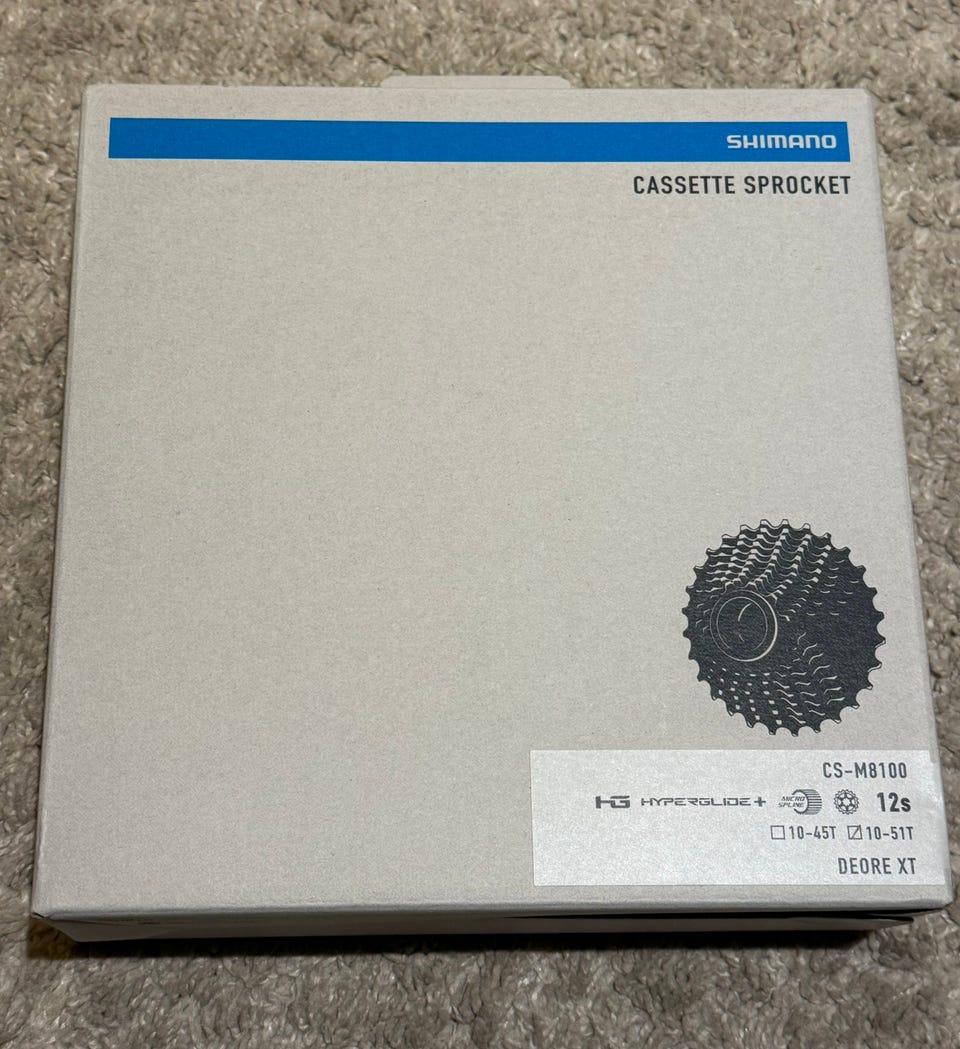 SHIMANO
CASSETTE SPROCKET
CS-M8100
HG HYPERGLIDE+ MICRO SPLINE 12s
10-45T 10-51T
DEORE XT